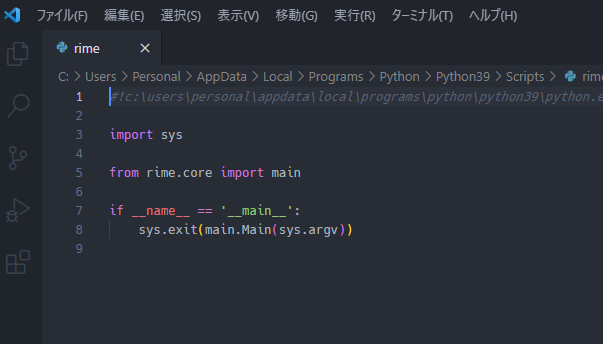 ファイル(F) 編集(E) 選択(S) 表示(V) 移動(G) 実行(R) ターミナル(T) ヘルプ(H)
rime
C: > Users > Personal > AppData > Local > Programs > Python > Python39 > Scripts > rime
1 #!c:\users\personal\appdata\local\programs\python\python39\python.e
2
3 import sys
4
5 from rime.core import main
6
7 if __name__ == '__main__':
8 sys.exit(main.Main(sys.argv))
9